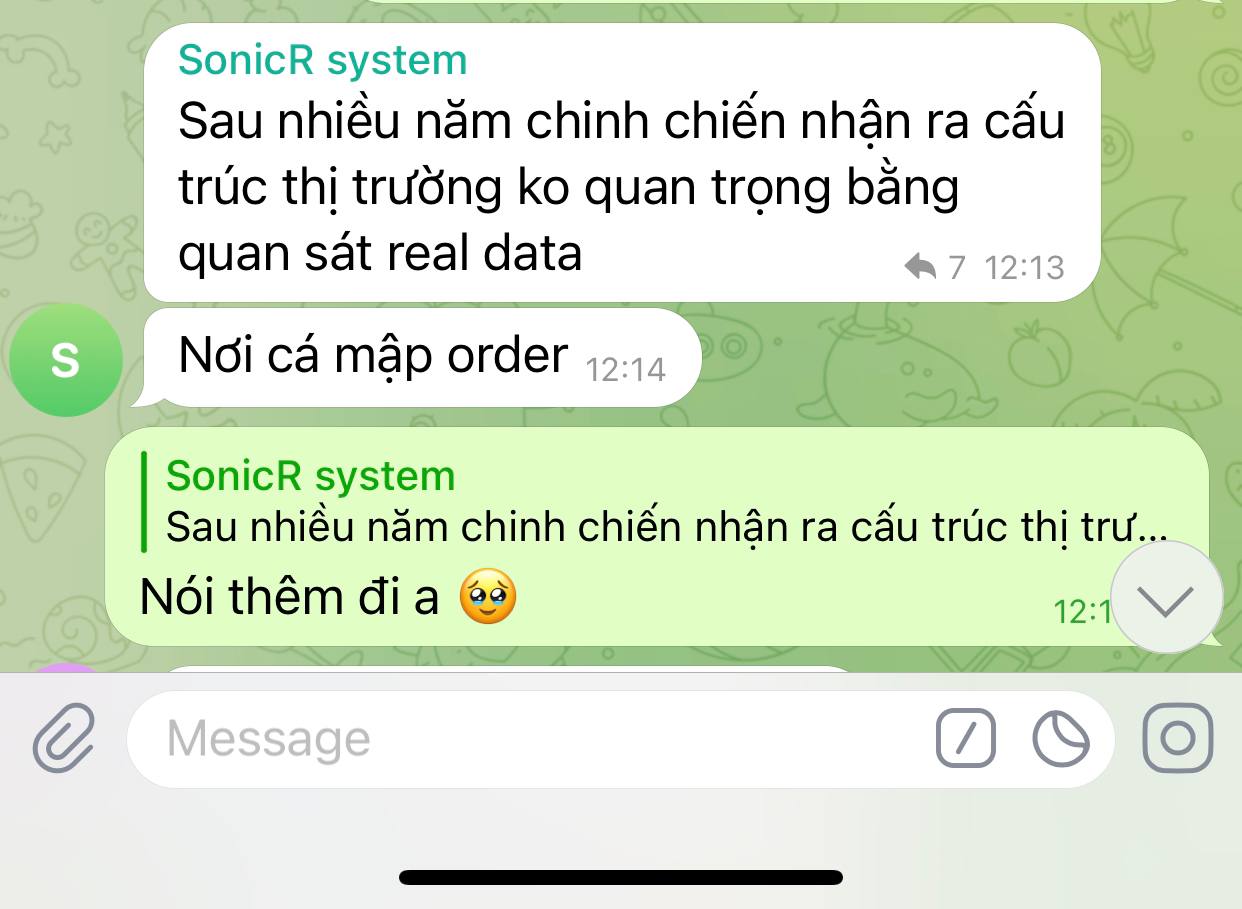 SonicR system
Sau nhiều năm chinh chiến nhận ra cấu
trúc thị trường ko quan trọng bằng
quan sát real data
7 12:13
S
Nơi cá mập order 12:14
SonicR system
Sau nhiều năm chinh chiến nhận ra cấu trúc thị trư...
Nói thêm đi a 🥹
12:1
Message